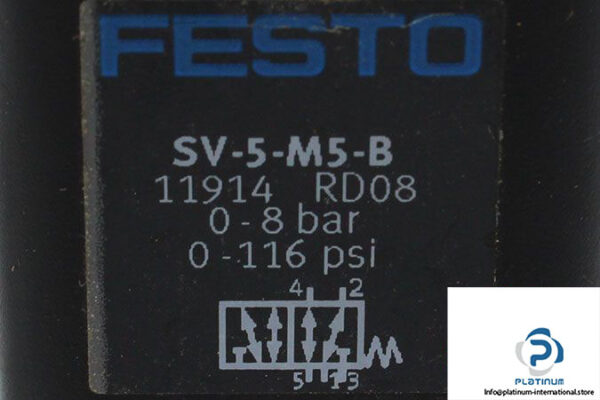 FESTO
SV-5-M5-B
11914 RD08
0-8 bar
0-116 psi
4 2
5 1 3
P
PLATINUM
Info@platinum-international.store